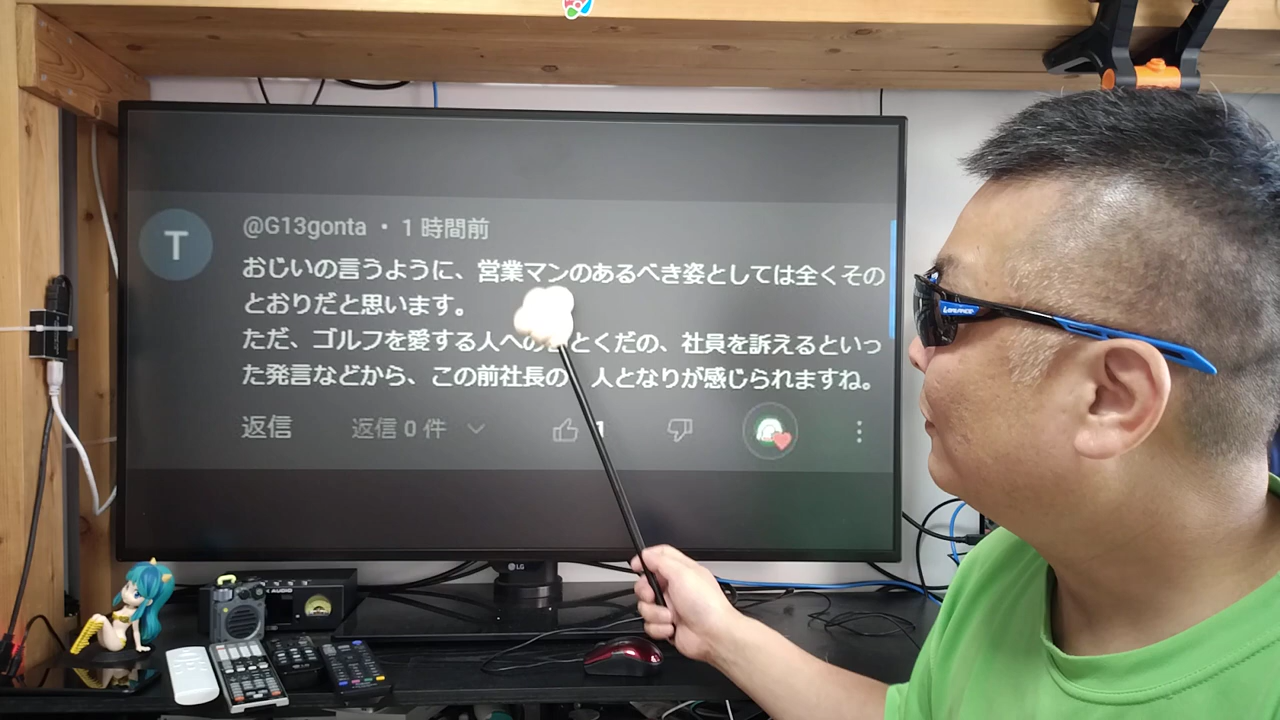 T
@G13gonta・1 時間前
おじいの言うように、営業マンのあるべき姿としては全くその
とおりだと思います。
ただ、ゴルフを愛する人への とくだの、社員を訴えるといっ
た発言などから、この前社長の 人となりが感じられますね。
返信
返信 0 件
1
LG
AUDIO